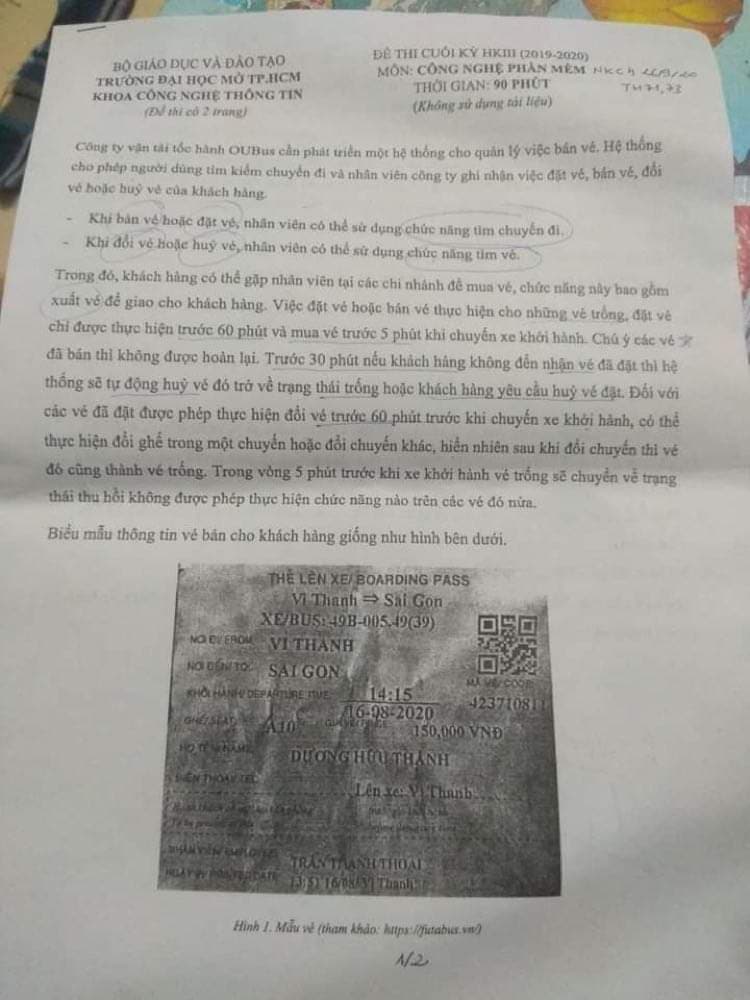 BỘ GIÁO DỤC VÀ ĐÀO TẠO
TRƯỜNG ĐẠI HỌC MỞ TP.HCM
KHOA CÔNG NGHỆ THÔNG TIN
(Đề thi có 2 trang)
ĐỀ THI CUỐI KỲ HKIII (2019-2020)
MÔN: CÔNG NGHỆ PHẦN MỀM
THỜI GIAN: 90 PHÚT
TH71,73
(Không sử dụng tài liệu)
Công ty vận tải tốc hành OUBus cần phát triển một hệ thống cho quản lý việc bán vé. Hệ thống
cho phép người dùng tìm kiếm chuyến đi và nhân viên công ty ghi nhận việc đặt vé, bán vé, đổi
vé hoặc huỷ vé của khách hàng.
- Khi bán vé hoặc đặt vé, nhân viên có thể sử dụng chức năng tìm chuyến đi.
- Khi đổi vé hoặc huỷ vé, nhân viên có thể sử dụng chức năng tìm vé.
Trong đó, khách hàng có thể gặp nhân viên tại các chi nhánh để mua vé, chức năng này bao gồm
xuất vé để giao cho khách hàng. Việc đặt vé hoặc bán vé thực hiện cho những vé trống, đặt vé
chỉ được thực hiện trước 60 phút và mua vé trước 5 phút khi chuyến xe khởi hành. Chú ý các vé
đã bán thì không được hoàn lại. Trước 30 phút nếu khách hàng không đến nhận vé đã đặt thì hệ
thống sẽ tự động huỷ vé đó trở về trạng thái trống hoặc khách hàng yêu cầu huỷ vé đặt. Đối với
các vé đã đặt được phép thực hiện đổi vé trước 60 phút trước khi chuyến xe khởi hành, có thể
thực hiện đổi ghế trong một chuyến hoặc đổi chuyến khác, hiển nhiên sau khi đổi chuyến thì vé
đó cũng thành vé trống. Trong vòng 5 phút trước khi xe khởi hành vé trống sẽ chuyển về trạng
thái thu hồi không được phép thực hiện chức năng nào trên các vé đó nữa.
Biểu mẫu thông tin vé bán cho khách hàng giống như hình bên dưới.
THẺ LÊN XE/BOARDING PASS
Vị Thanh ⇒ Sài Gòn
XE/BUS: 49B-005.49(39)
NƠI ĐI/FROM: VỊ THANH
NƠI ĐẾN/TO: SÀI GÒN
MÃ VÉ/CODE:
KHỞI HÀNH/DEPARTURE TIME: 14:15
16-08-2020
42371081
GHẾ/SEAT: A10
150,000 VNĐ
HỌ TÊN/NAME:
DƯƠNG HỮU THÀNH
ĐIỆN THOẠI/TEL:
Lên xe: Vị Thanh
NHÂN VIÊN/EMPLOYEE: TRẦN THANH THOẠI
13:51 16/08/ Vị Thanh
Hình 1. Mẫu vé (tham khảo: https://futabus.vn/)
1/2